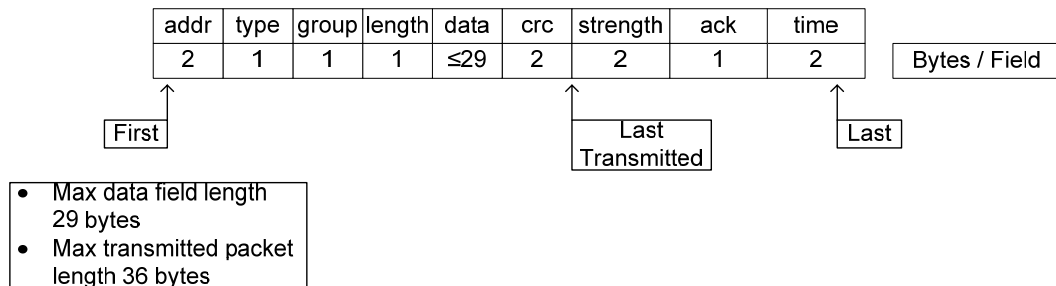 addr type group length data crc strength ack time
2 1 1 1 ≤29 2 2 1 2 Bytes / Field
First Last Last
Transmitted
• Max data field length
29 bytes
• Max transmitted packet
length 36 bytes